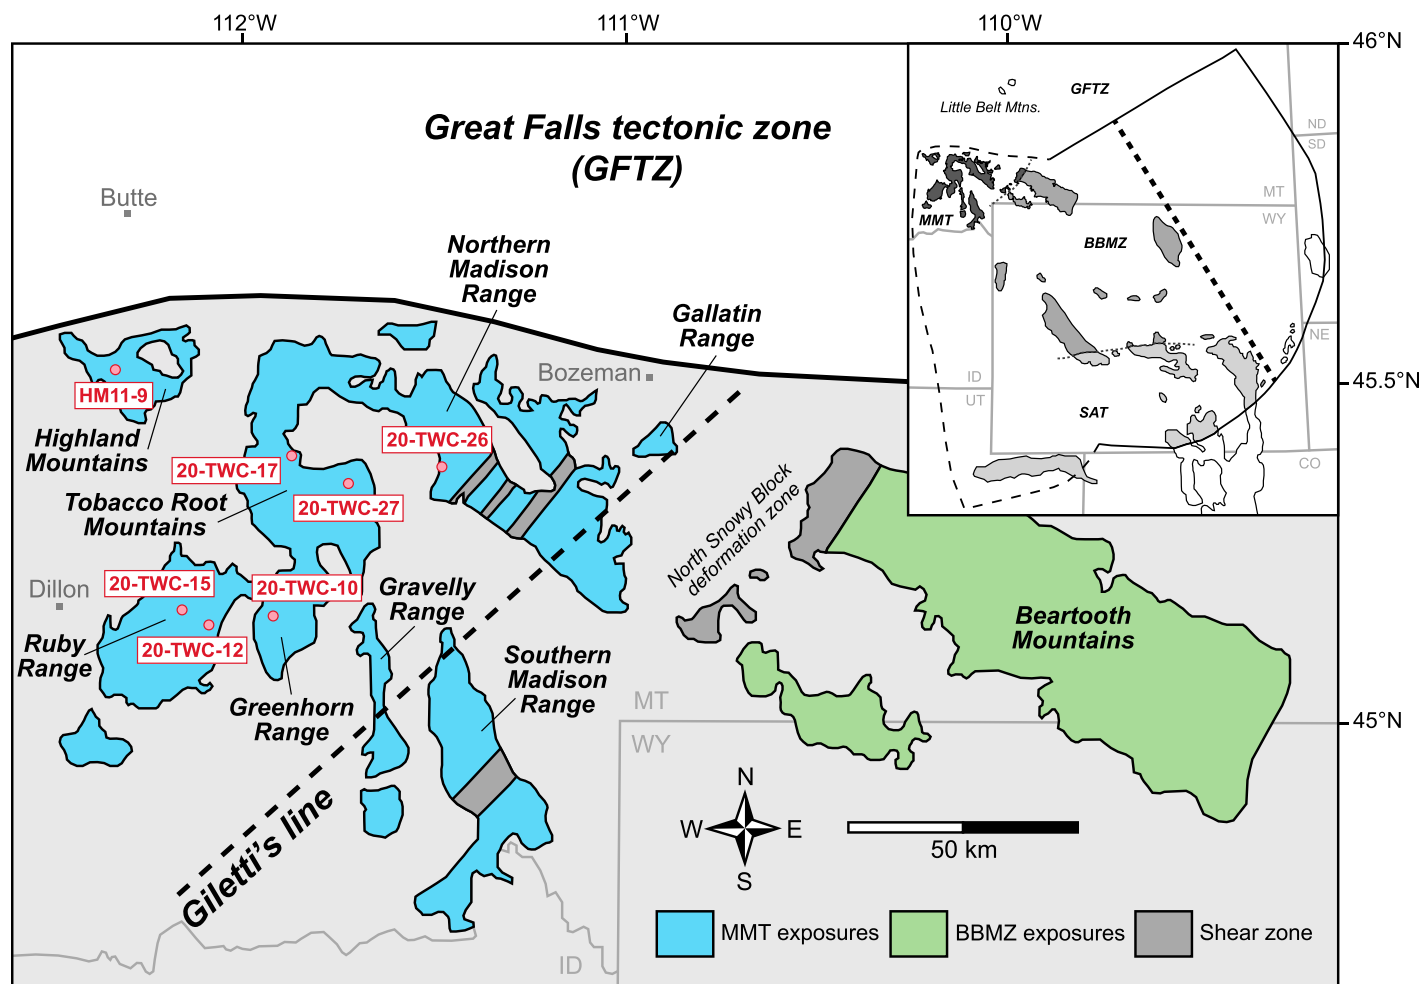 112°W
111°W
110°W
46°N
Great Falls tectonic zone
(GFTZ)
GFTZ
Little Belt Mtns.
ND
SD
MT
WY
MMT
BBMZ
NE
ID
UT
SAT
CO
Butte
Northern
Madison
Range
Gallatin
Range
Bozeman
45.5°N
HM11-9
Highland
Mountains
20-TWC-26
20-TWC-17
Tobacco Root
Mountains
20-TWC-27
North Snowy Block
deformation zone
Dillon
20-TWC-15
20-TWC-10
Gravelly
Range
Ruby
Range
20-TWC-12
Beartooth
Mountains
Southern
Madison
Range
Greenhorn
Range
MT
WY
45°N
Giletti's line
N
W
E
S
50 km
MMT exposures
BBMZ exposures
Shear zone
ID